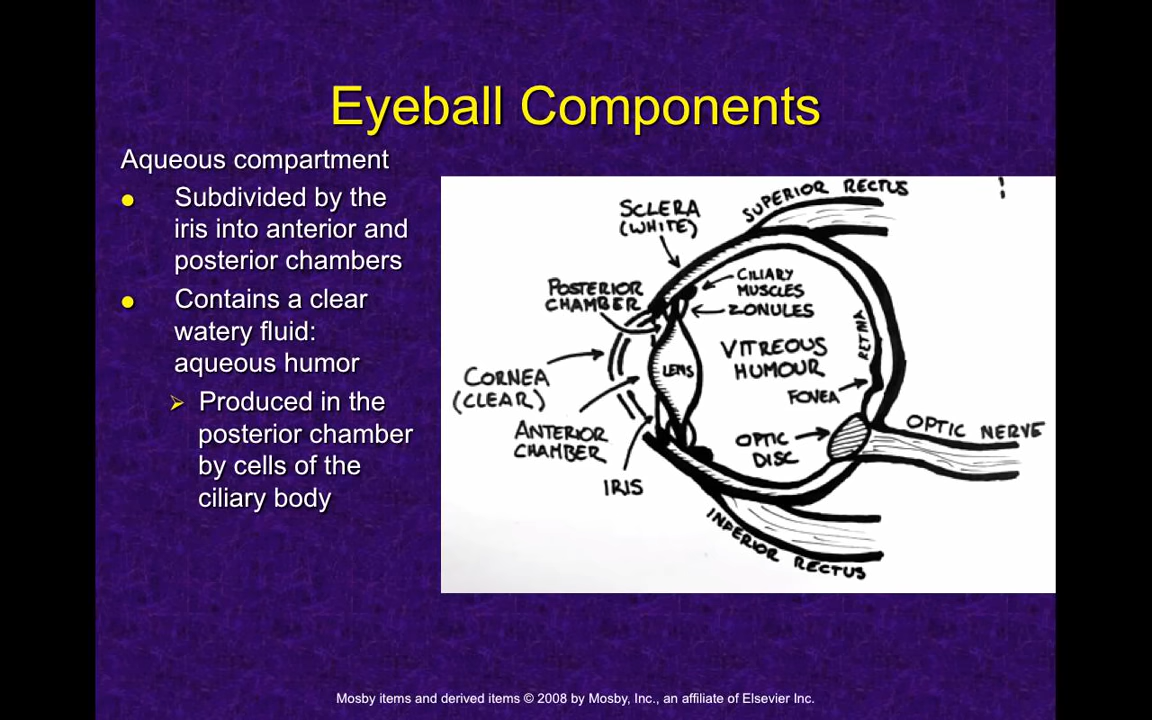 Eyeball Components
Aqueous compartment
● Subdivided by the
iris into anterior and
posterior chambers
● Contains a clear
watery fluid:
aqueous humor
➢ Produced in the
posterior chamber
by cells of the
ciliary body
SUPERIOR RECTUS
SCLERA
(WHITE)
CILIARY
MUSCLES
ZONULES
POSTERIOR
CHAMBER
RETINA
VITREOUS
HUMOUR
LENS
CORNEA
(CLEAR)
FOVEA
ANTERIOR
CHAMBER
OPTIC
DISC
OPTIC NERVE
IRIS
INFERIOR RECTUS
Mosby items and derived items © 2008 by Mosby, Inc., an affiliate of Elsevier Inc.